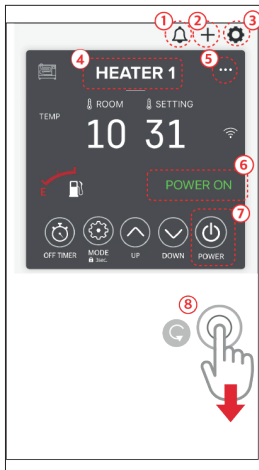 ① ② ③
④ HEATER 1 ⑤
ROOM SETTING
TEMP
10 31
⑥
E POWER ON
⑦
OFF TIMER MODE UP DOWN POWER
3sec.
⑧